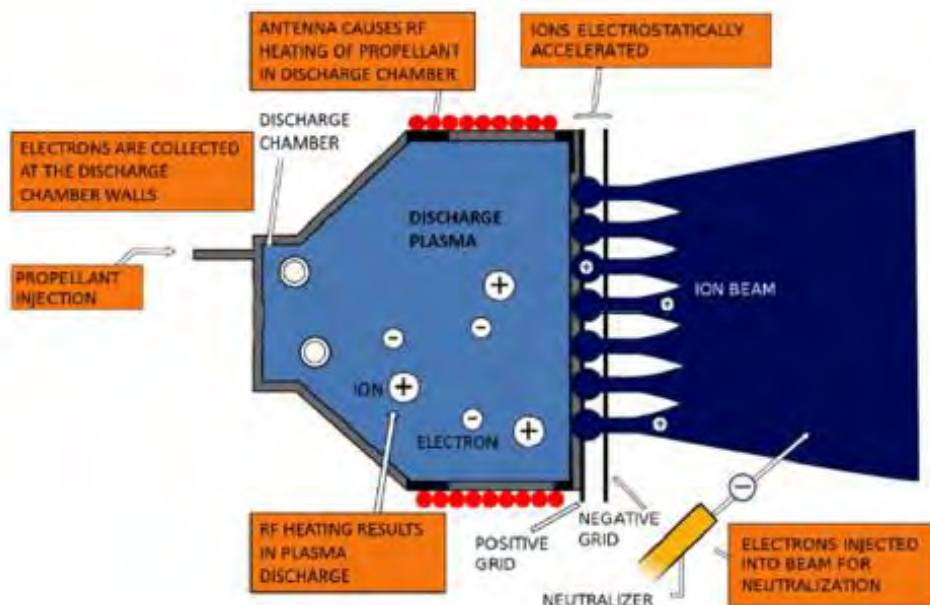 ANTENNA CAUSES RF
HEATING OF PROPELLANT
IN DISCHARGE CHAMBER
IONS ELECTROSTATICALLY
ACCELERATED
ELECTRONS ARE COLLECTED
AT THE DISCHARGE
CHAMBER WALLS
DISCHARGE
CHAMBER
DISCHARGE
PLASMA
PROPELLANT
INJECTION
+
+
+
ION BEAM
+
-
-
ION
+
-
ELECTRON
+
+
RF HEATING RESULTS
IN PLASMA
DISCHARGE
POSITIVE
GRID
NEGATIVE
GRID
-
NEUTRALIZER
ELECTRONS INJECTED
INTO BEAM FOR
NEUTRALIZATION